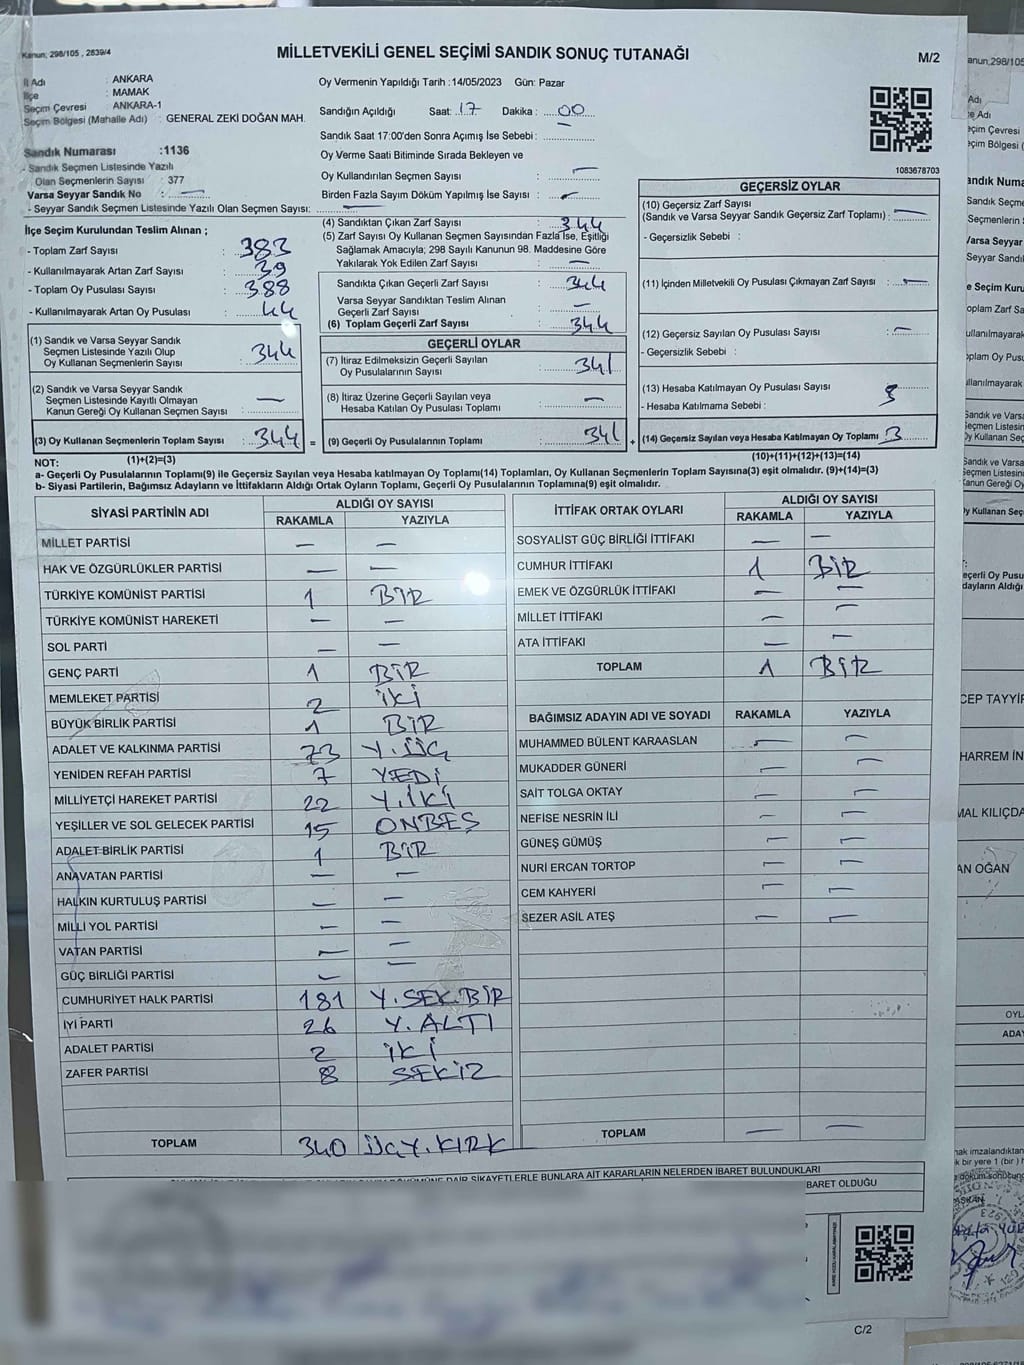 Kanun; 298/105 , 2839/4
MİLLETVEKİLİ GENEL SEÇİMİ SANDIK SONUÇ TUTANAĞI
M/2
İl Adı : ANKARA
İlçe : MAMAK
Seçim Çevresi : ANKARA-1
Seçim Bölgesi (Mahalle Adı) : GENERAL ZEKİ DOĞAN MAH.
Oy Vermenin Yapıldığı Tarih : 14/05/2023 Gün: Pazar
Sandığın Açıldığı Saat: 17 Dakika : 00
Sandık Saat 17:00'den Sonra Açımış İse Sebebi :
Sandık Numarası :1136
- Sandık Seçmen Listesinde Yazılı
Olan Seçmenlerin Sayısı : 377
Varsa Seyyar Sandık No : —
- Seyyar Sandık Seçmen Listesinde Yazılı Olan Seçmen Sayısı: —
Oy Verme Saati Bitiminde Sırada Bekleyen ve
Oy Kullandırılan Seçmen Sayısı : —
Birden Fazla Sayım Döküm Yapılmış İse Sayısı : —
1083678703
İlçe Seçim Kurulundan Teslim Alınan ;
- Toplam Zarf Sayısı : 383
- Kullanılmayarak Artan Zarf Sayısı : 39
- Toplam Oy Pusulası Sayısı : 388
- Kullanılmayarak Artan Oy Pusulası : 44
(1) Sandık ve Varsa Seyyar Sandık
Seçmen Listesinde Yazılı Olup
Oy Kullanan Seçmenlerin Sayısı : 344
(2) Sandık ve Varsa Seyyar Sandık
Seçmen Listesinde Kayıtlı Olmayan
Kanun Gereği Oy Kullanan Seçmen Sayısı : —
(3) Oy Kullanan Seçmenlerin Toplam Sayısı : 344 =
(4) Sandıktan Çıkan Zarf Sayısı : 344
(5) Zarf Sayısı Oy Kullanan Seçmen Sayısından Fazla İse, Eşitliği
Sağlamak Amacıyla; 298 Sayılı Kanunun 98. Maddesine Göre
Yakılarak Yok Edilen Zarf Sayısı : —
Sandıkta Çıkan Geçerli Zarf Sayısı : 344
Varsa Seyyar Sandıktan Teslim Alınan
Geçerli Zarf Sayısı : —
(6) Toplam Geçerli Zarf Sayısı : 344
GEÇERLİ OYLAR
(7) İtiraz Edilmeksizin Geçerli Sayılan
Oy Pusulalarının Sayısı : 341
(8) İtiraz Üzerine Geçerli Sayılan veya
Hesaba Katılan Oy Pusulası Toplamı : —
(9) Geçerli Oy Pusulalarının Toplamı : 341 +
GEÇERSİZ OYLAR
(10) Geçersiz Zarf Sayısı
(Sandık ve Varsa Seyyar Sandık Geçersiz Zarf Toplamı) : —
- Geçersizlik Sebebi :
(11) İçinden Milletvekili Oy Pusulası Çıkmayan Zarf Sayısı : —
(12) Geçersiz Sayılan Oy Pusulası Sayısı : —
- Geçersizlik Sebebi :
(13) Hesaba Katılmayan Oy Pusulası Sayısı : 3
- Hesaba Katılmama Sebebi :
(14) Geçersiz Sayılan veya Hesaba Katılmayan Oy Toplamı : 3
(10)+(11)+(12)+(13)=(14)
NOT: (1)+(2)=(3)
a- Geçerli Oy Pusulalarının Toplamı(9) ile Geçersiz Sayılan veya Hesaba katılmayan Oy Toplamı(14) Toplamları, Oy Kullanan Seçmenlerin Toplam Sayısına(3) eşit olmalıdır. (9)+(14)=(3)
b- Siyasi Partilerin, Bağımsız Adayların ve İttifakların Aldığı Ortak Oyların Toplamı, Geçerli Oy Pusulalarının Toplamına(9) eşit olmalıdır.
SİYASİ PARTİNİN ADI ALDIĞI OY SAYISI
RAKAMLA YAZIYLA
MİLLET PARTİSİ — —
HAK VE ÖZGÜRLÜKLER PARTİSİ — —
TÜRKİYE KOMÜNİST PARTİSİ 1 BİR
TÜRKİYE KOMÜNİST HAREKETİ — —
SOL PARTİ — —
GENÇ PARTİ 1 BİR
MEMLEKET PARTİSİ 2 İKİ
BÜYÜK BİRLİK PARTİSİ 1 BİR
ADALET VE KALKINMA PARTİSİ 73 Y.ÜÇ
YENİDEN REFAH PARTİSİ 7 YEDİ
MİLLİYETÇİ HAREKET PARTİSİ 22 Y.İKİ
YEŞİLLER VE SOL GELECEK PARTİSİ 15 ONBEŞ
ADALET BİRLİK PARTİSİ 1 BİR
ANAVATAN PARTİSİ — —
HALKIN KURTULUŞ PARTİSİ — —
MİLLİ YOL PARTİSİ — —
VATAN PARTİSİ — —
GÜÇ BİRLİĞİ PARTİSİ — —
CUMHURİYET HALK PARTİSİ 181 Y.SEK.BİR
İYİ PARTİ 26 Y.ALTI
ADALET PARTİSİ 2 İKİ
ZAFER PARTİSİ 8 SEKİZ
TOPLAM 340 ÜÇY.KIRK
İTTİFAK ORTAK OYLARI ALDIĞI OY SAYISI
RAKAMLA YAZIYLA
SOSYALİST GÜÇ BİRLİĞİ İTTİFAKI — —
CUMHUR İTTİFAKI 1 BİR
EMEK VE ÖZGÜRLÜK İTTİFAKI — —
MİLLET İTTİFAKI — —
ATA İTTİFAKI — —
TOPLAM 1 BİR
BAĞIMSIZ ADAYIN ADI VE SOYADI RAKAMLA YAZIYLA
MUHAMMED BÜLENT KARAASLAN — —
MUKADDER GÜNERİ — —
SAİT TOLGA OKTAY — —
NEFİSE NESRİN İLİ — —
GÜNEŞ GÜMÜŞ — —
NURİ ERCAN TORTOP — —
CEM KAHYERİ — —
SEZER ASİL ATEŞ — —
TOPLAM — —
DAİR ŞİKAYETLERLE BUNLARA AİT KARARLARIN NELERDEN İBARET BULUNDUKLARI
BARET OLDUĞU
C/2